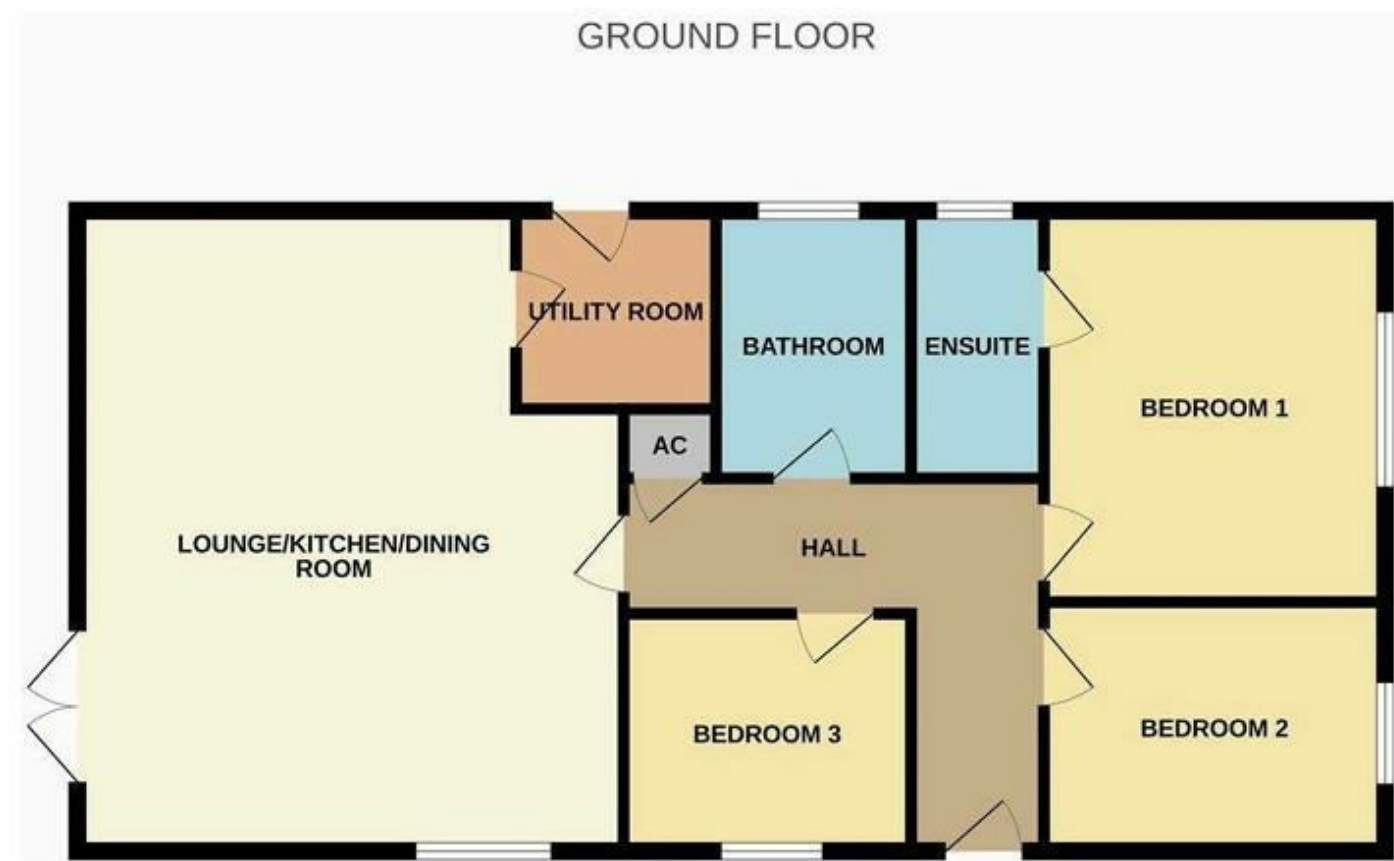 GROUND FLOOR
UTILITY ROOM
BATHROOM
ENSUITE
BEDROOM 1
AC
LOUNGE/KITCHEN/DINING
ROOM
HALL
BEDROOM 3
BEDROOM 2